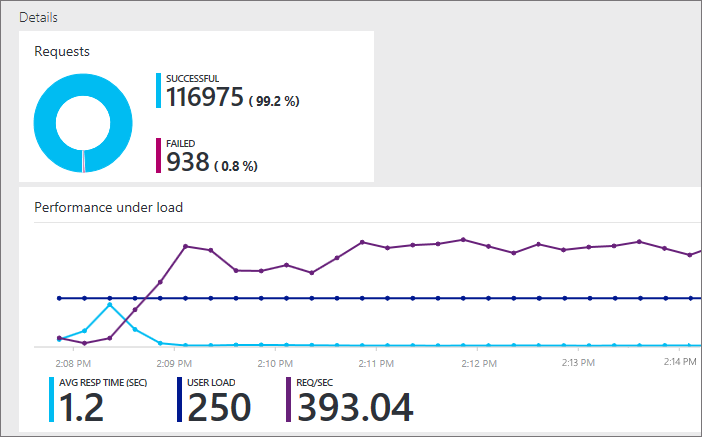 Details
Requests
SUCCESSFUL
116975 ( 99.2 %)
FAILED
938 ( 0.8 %)
Performance under load
2:08 PM 2:09 PM 2:10 PM 2:11 PM 2:12 PM 2:13 PM 2:14 PM
AVG RESP TIME (SEC) USER LOAD REQ/SEC
1.2 250 393.04